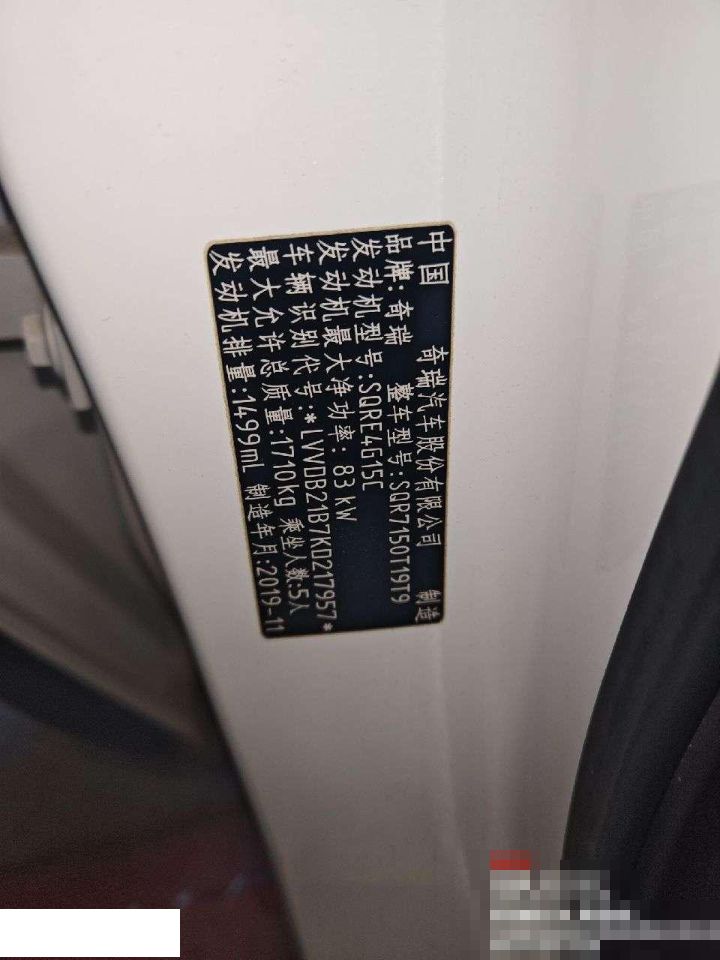 中国 奇瑞汽车股份有限公司 制造
品牌: 奇瑞 整车型号:SQR7150T19T9
发动机型号:SQRE4G15C
发动机最大净功率: 83 kW
车辆识别代号:*LVVDB21B7KD217957*
最大允许总质量:1710kg 乘坐人数:5人
发动机排量:1499mL 制造年月:2019-11